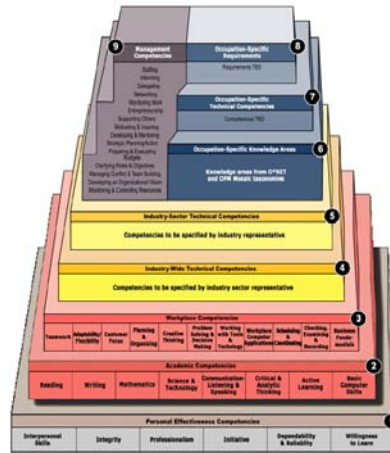 9
Management
Competencies
Staffing
Informing
Delegating
Networking
Monitoring Work
Entrepreneurship
Supporting Others
Motivating & Inspiring
Developing & Mentoring
Strategic Planning/Action
Preparing & Evaluating
Budgets
Clarifying Roles & Objectives
Managing Conflict & Team Building
Developing an Organizational Vision
Monitoring & Controlling Resources
8
Occupation-Specific
Requirements
Requirements TBD
7
Occupation-Specific
Technical Competencies
Competencies TBD
6
Occupation-Specific Knowledge Areas
Knowledge areas from O*NET
and OPM Mosaic taxonomies
5
Industry-Sector Technical Competencies
Competencies to be specified by industry representative
4
Industry-Wide Technical Competencies
Competencies to be specified by industry sector representative
3
Workplace Competencies
Teamwork
Adaptability/
Flexibility
Customer
Focus
Planning &
Organizing
Creative
Thinking
Problem
Solving &
Decision
Making
Working
with Tools
& Technology
Workplace
Computer
Applications
Scheduling &
Coordinating
Checking,
Examining &
Recording
Business
Funda-
mentals
2
Academic Competencies
Reading
Writing
Mathematics
Science &
Technology
Communication-
Listening &
Speaking
Critical &
Analytic
Thinking
Active
Learning
Basic
Computer
Skills
Personal Effectiveness Competencies
Interpersonal
Skills
Integrity
Professionalism
Initiative
Dependability
& Reliability
Willingness
to Learn